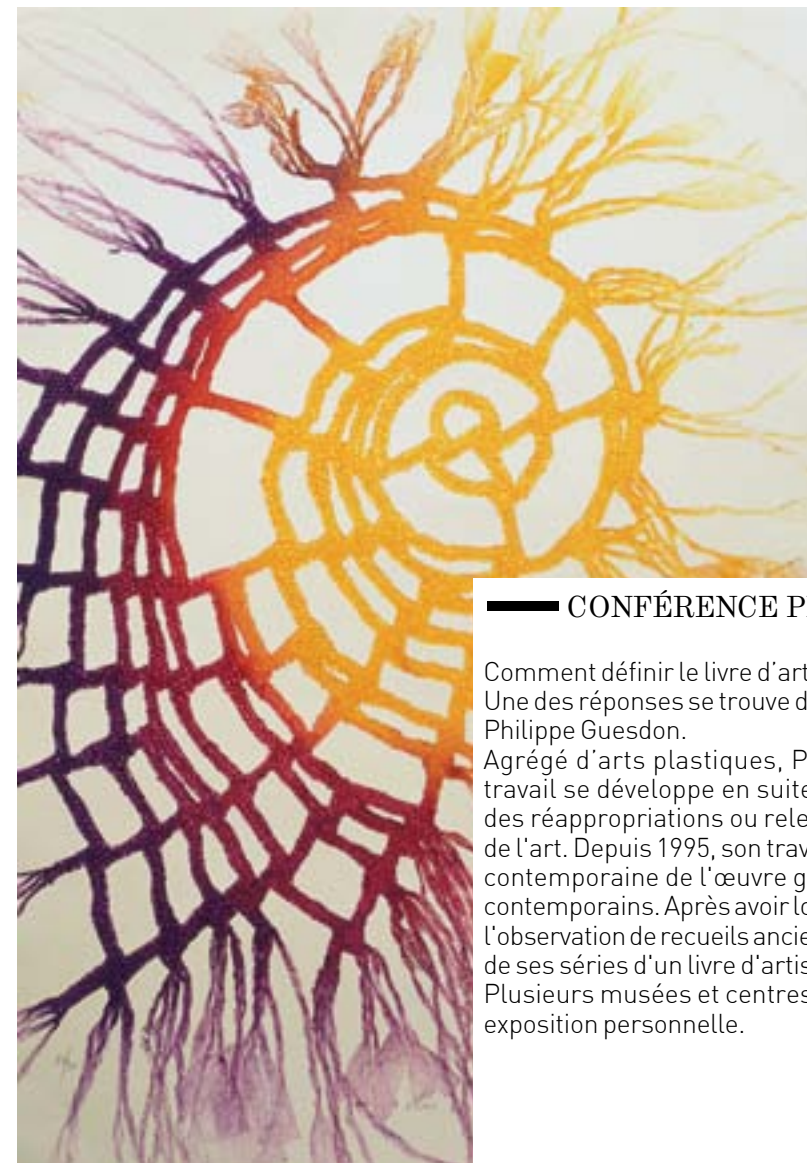 CONFÉRENCE P
Comment définir le livre d’art
Une des réponses se trouve d
Philippe Guesdon.
Agrégé d’arts plastiques, P
travail se développe en suite
des réappropriations ou rele
de l'art. Depuis 1995, son trav
contemporaine de l'œuvre g
contemporains. Après avoir lo
l'observation de recueils ancie
de ses séries d'un livre d'artis
Plusieurs musées et centres
exposition personnelle.